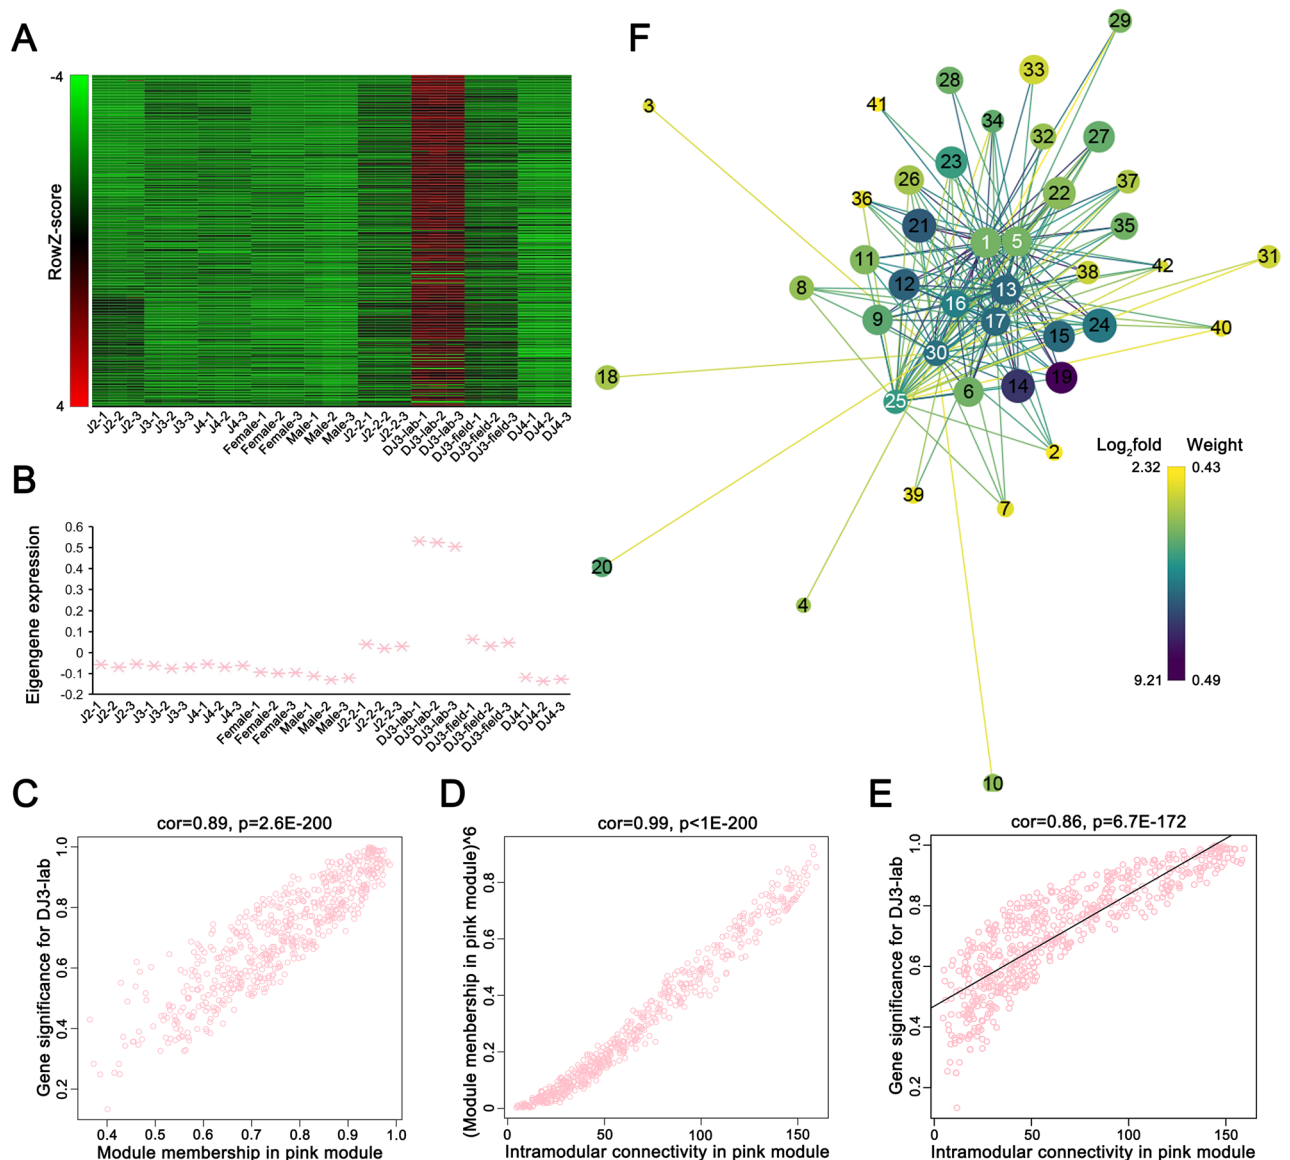 A
-4
RowZ-score
4
J2-1
J2-2
J2-3
J3-1
J3-2
J3-3
J4-1
J4-2
J4-3
Female-1
Female-2
Female-3
Male-1
Male-2
Male-3
J2-2-1
J2-2-2
J2-2-3
DJ3-lab-1
DJ3-lab-2
DJ3-lab-3
DJ3-field-1
DJ3-field-2
DJ3-field-3
DJ4-1
DJ4-2
DJ4-3
B
Eigengene expression
0.6
0.5
0.4
0.3
0.2
0.1
0
-0.1
-0.2
J2-1
J2-2
J2-3
J3-1
J3-2
J3-3
J4-1
J4-2
J4-3
Female-1
Female-2
Female-3
Male-1
Male-2
Male-3
J2-2-1
J2-2-2
J2-2-3
DJ3-lab-1
DJ3-lab-2
DJ3-lab-3
DJ3-field-1
DJ3-field-2
DJ3-field-3
DJ4-1
DJ4-2
DJ4-3
F
29
33
28
3
41
34
32
27
23
26
22
37
36
21
35
1
5
11
31
42
38
8
12
13
16
9
17
24
40
15
30
18
19
14
6
25
2
39
7
20
4
10
Log2fold
Weight
2.32
0.43
9.21
0.49
C
cor=0.89, p=2.6E-200
Gene significance for DJ3-lab
1.0
0.8
0.6
0.4
0.2
0.4
0.5
0.6
0.7
0.8
0.9
1.0
Module membership in pink module
D
cor=0.99, p<1E-200
(Module menbership in pink module)^6
0.8
0.6
0.4
0.2
0
0
50
100
150
Intramodular connectivity in pink module
E
cor=0.86, p=6.7E-172
Gene significance for DJ3-lab
1.0
0.8
0.6
0.4
0.2
0
50
100
150
Intramodular connectivity in pink module